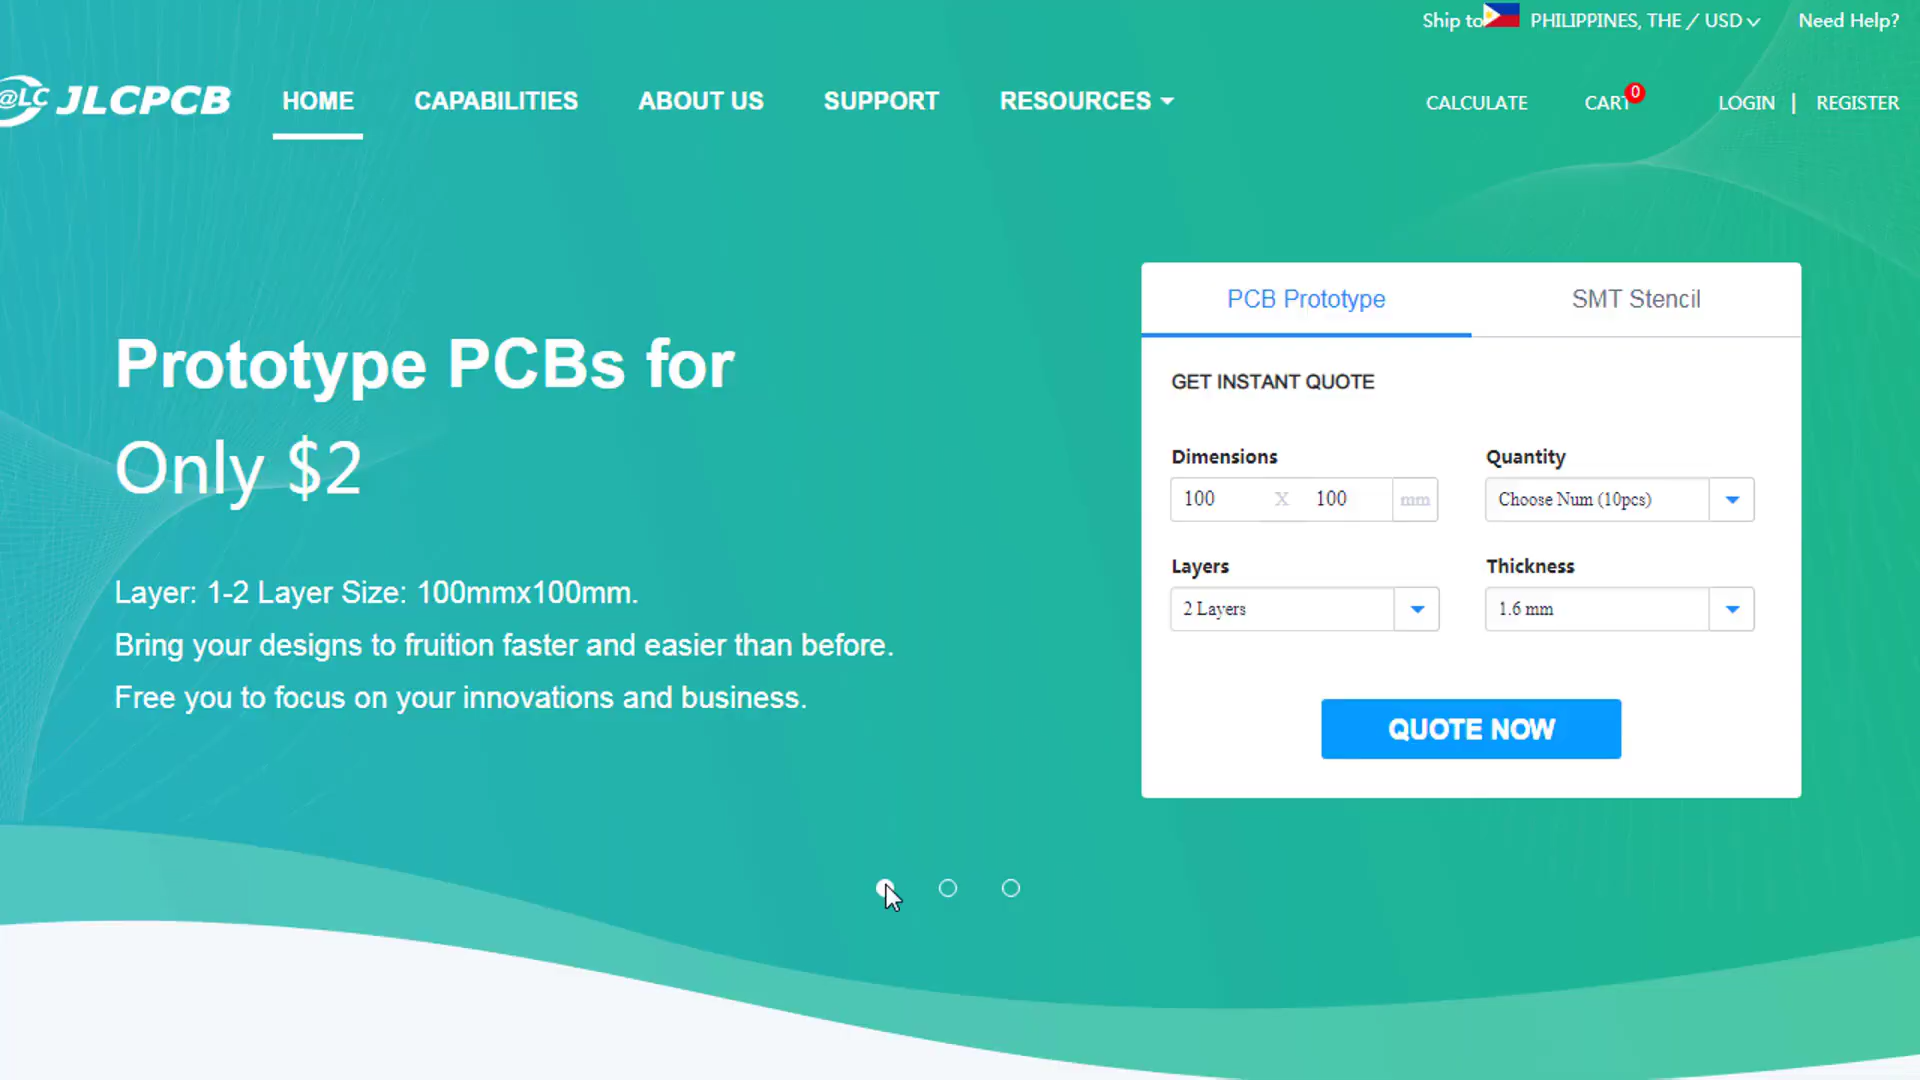 Ship to PHILIPPINES, THE / USD Need Help?
@LC JLCPCB HOME CAPABILITIES ABOUT US SUPPORT RESOURCES CALCULATE CART 0 LOGIN | REGISTER
Prototype PCBs for
Only $2
Layer: 1-2 Layer Size: 100mmx100mm.
Bring your designs to fruition faster and easier than before.
Free you to focus on your innovations and business.
PCB Prototype SMT Stencil
GET INSTANT QUOTE
Dimensions Quantity
100 X 100 mm Choose Num (10pcs)
Layers Thickness
2 Layers 1.6 mm
QUOTE NOW